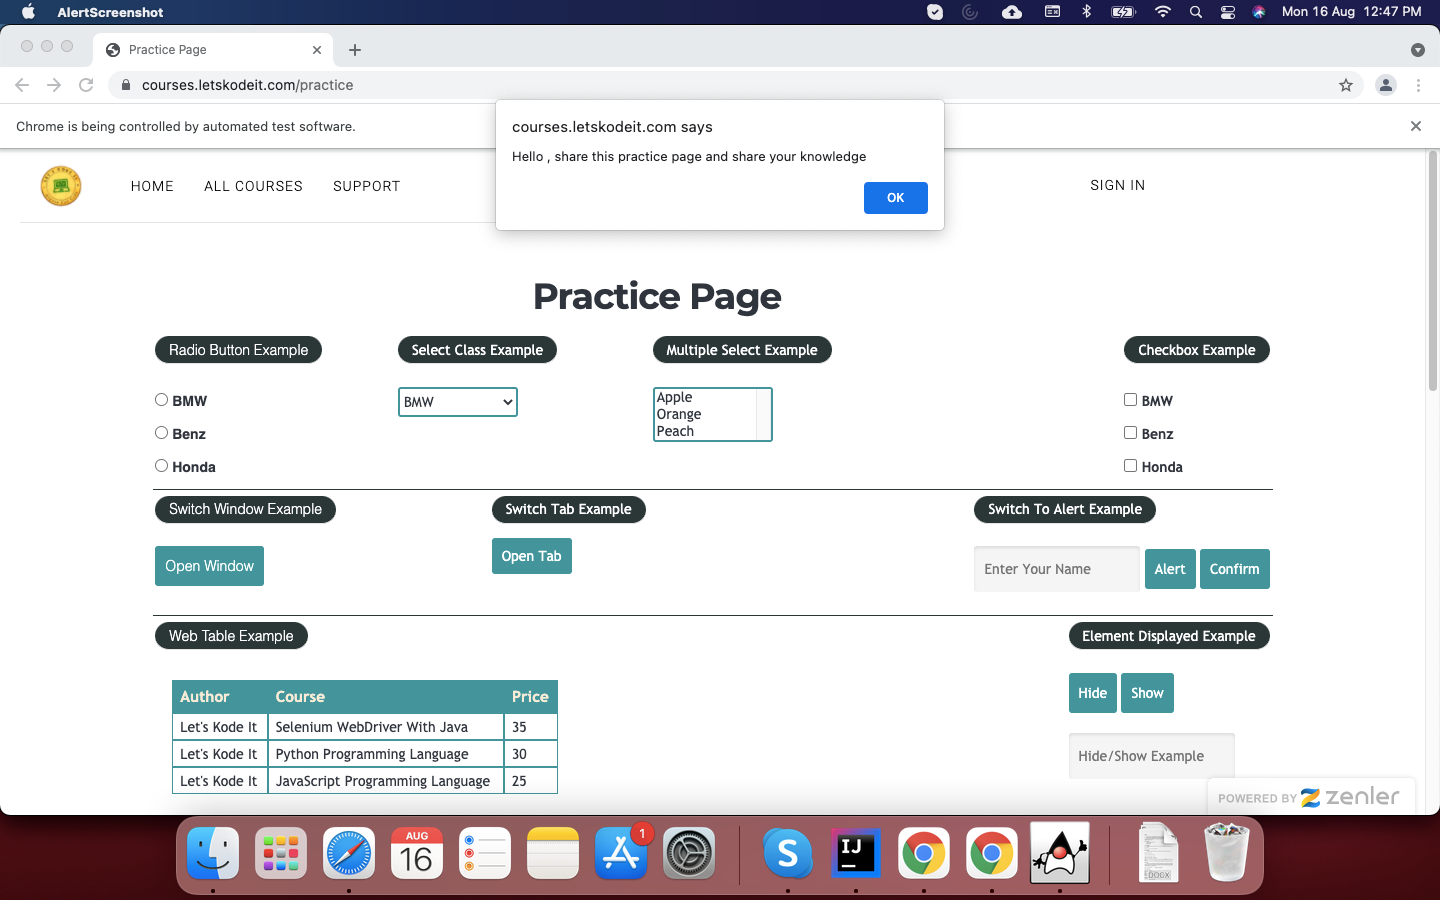 AlertScreenshot
Mon 16 Aug 12:47 PM
Practice Page
courses.letskodeit.com/practice
Chrome is being controlled by automated test software.
courses.letskodeit.com says
Hello , share this practice page and share your knowledge
OK
HOME ALL COURSES SUPPORT SIGN IN
Practice Page
Radio Button Example Select Class Example Multiple Select Example Checkbox Example
BMW BMW Apple BMW
Orange
Benz Peach Benz
Honda Honda
Switch Window Example Switch Tab Example Switch To Alert Example
Open Window Open Tab Enter Your Name Alert Confirm
Web Table Example Element Displayed Example
Author Course Price
Let's Kode It Selenium WebDriver With Java 35
Let's Kode It Python Programming Language 30
Let's Kode It JavaScript Programming Language 25
Hide Show
Hide/Show Example
POWERED BY zenler
AUG
16
1
S
IJ
DOCX